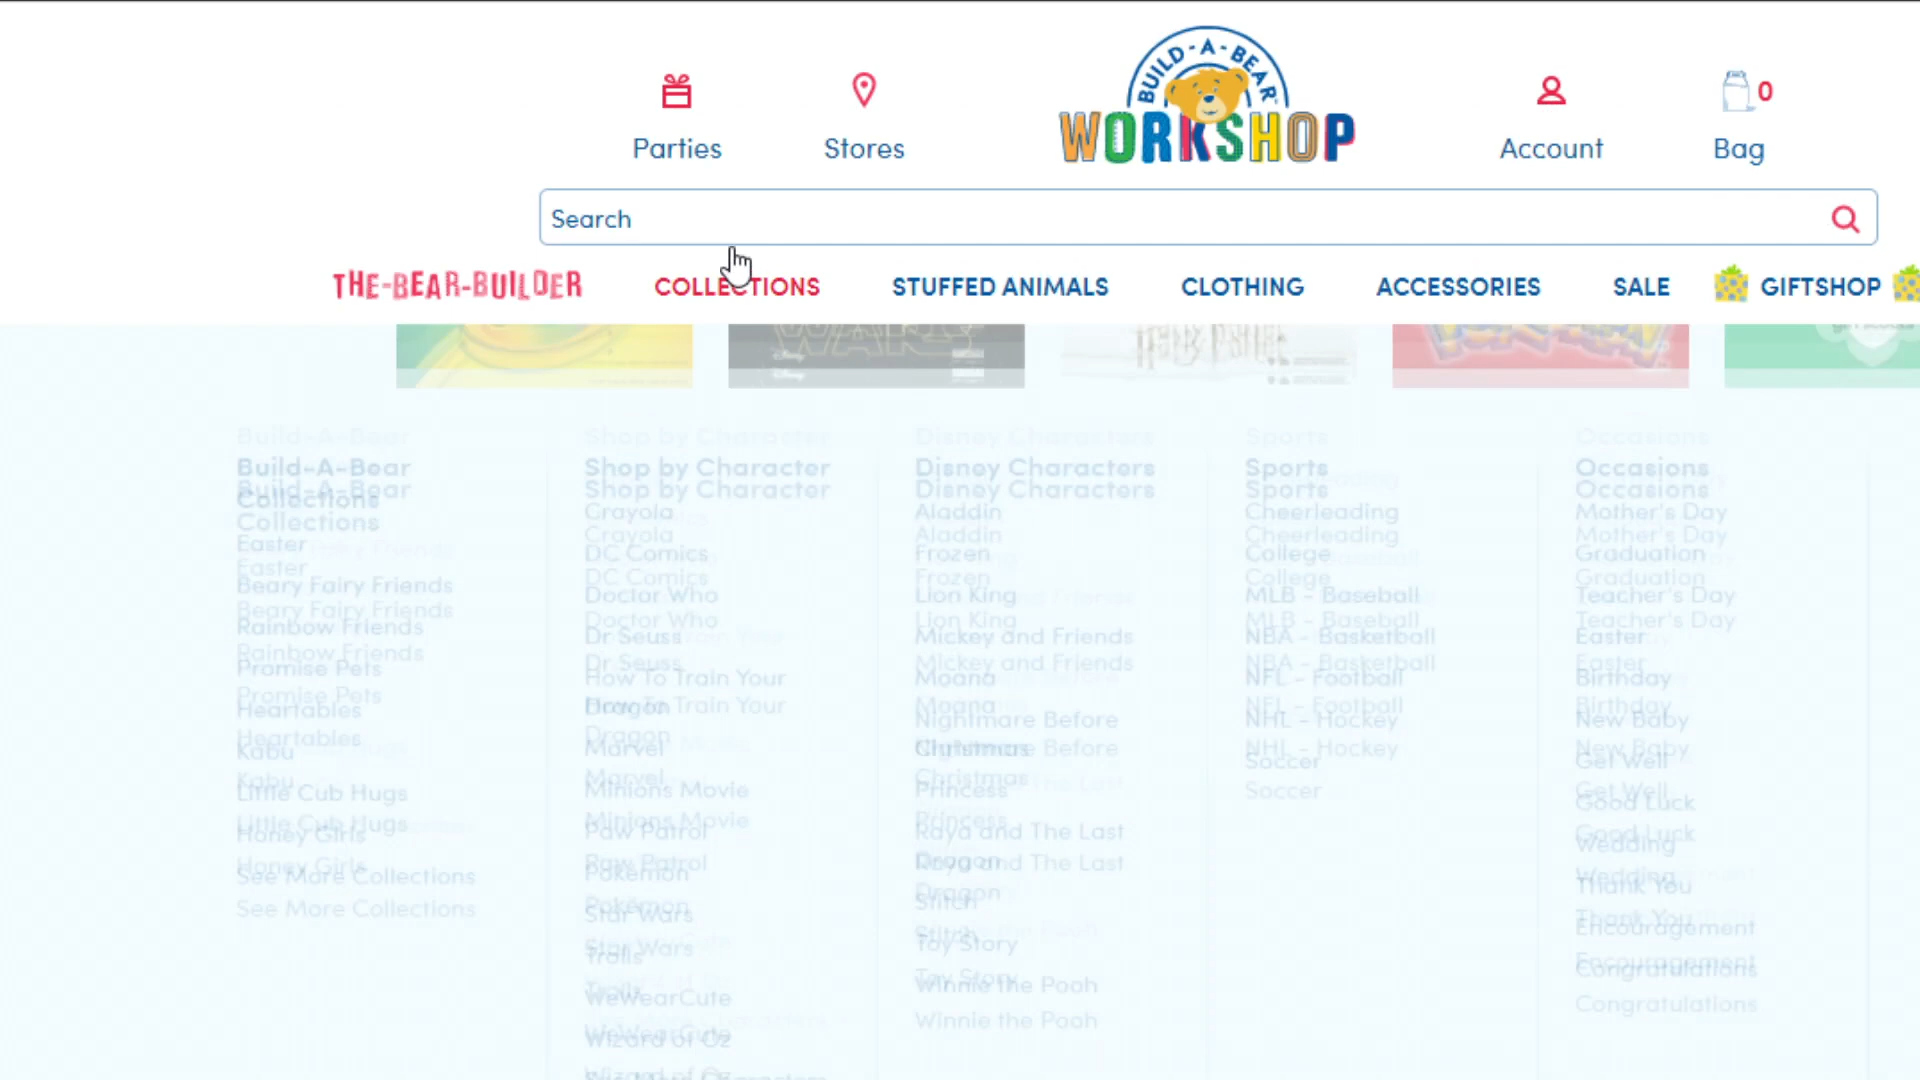 BUILD-A-BEAR
WORKSHOP
Parties
Stores
Account
0
Bag
Search
THE-BEAR-BUILDER
COLLECTIONS
STUFFED ANIMALS
CLOTHING
ACCESSORIES
SALE
GIFTSHOP
WARS
Build-A-Bear
Collections
Easter
Beary Fairy Friends
Rainbow Friends
Promise Pets
Heartables
Kabu
Little Cub Hugs
Honey Girls
See More Collections
Shop by Character
Crayola
DC Comics
Doctor Who
Dr Seuss
How To Train Your
Dragon
Marvel
Minions Movie
Paw Patrol
Pokémon
Star Wars
Trolls
WeWearCute
Wizard of Oz
See More Characters
Disney Characters
Aladdin
Frozen
Lion King
Mickey and Friends
Moana
Nightmare Before
Christmas
Princess
Raya and The Last
Dragon
Stitch
Toy Story
Winnie the Pooh
Sports
Cheerleading
College
MLB - Baseball
NBA - Basketball
NFL - Football
NHL - Hockey
Soccer
Occasions
Mother's Day
Graduation
Teacher's Day
Easter
Birthday
New Baby
Get Well
Good Luck
Wedding
Thank You
Encouragement
Congratulations